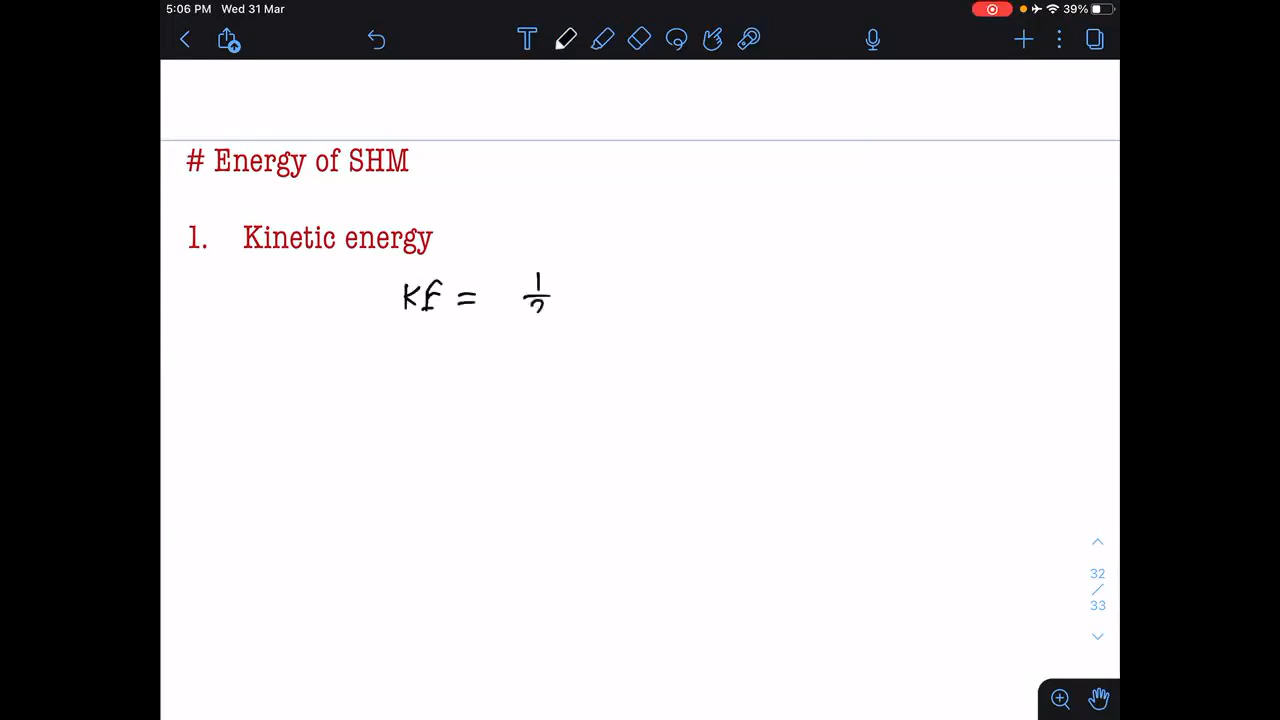 5:06 PM Wed 31 Mar 39%
T
# Energy of SHM
1. Kinetic energy
KE = 1/2
32
/
33